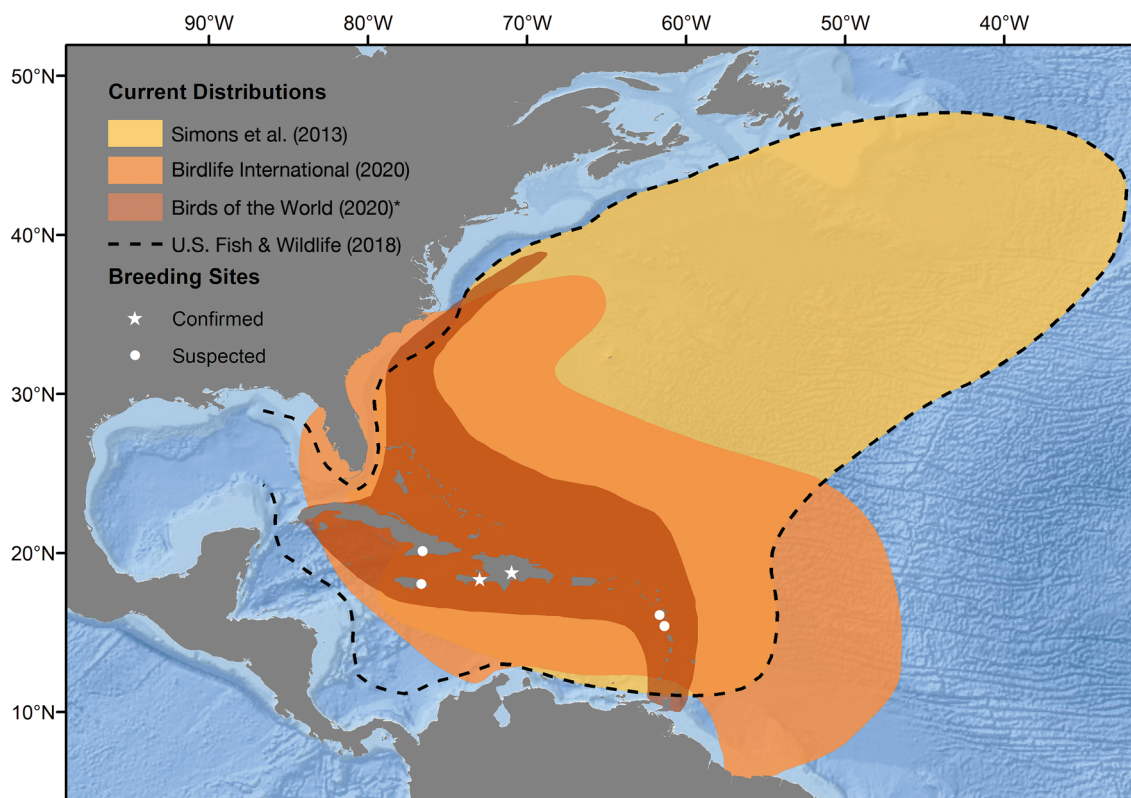 90°W 80°W 70°W 60°W 50°W 40°W
50°N
40°N
30°N
20°N
10°N
Current Distributions
Simons et al. (2013)
Birdlife International (2020)
Birds of the World (2020)*
U.S. Fish & Wildlife (2018)
Breeding Sites
Confirmed
Suspected